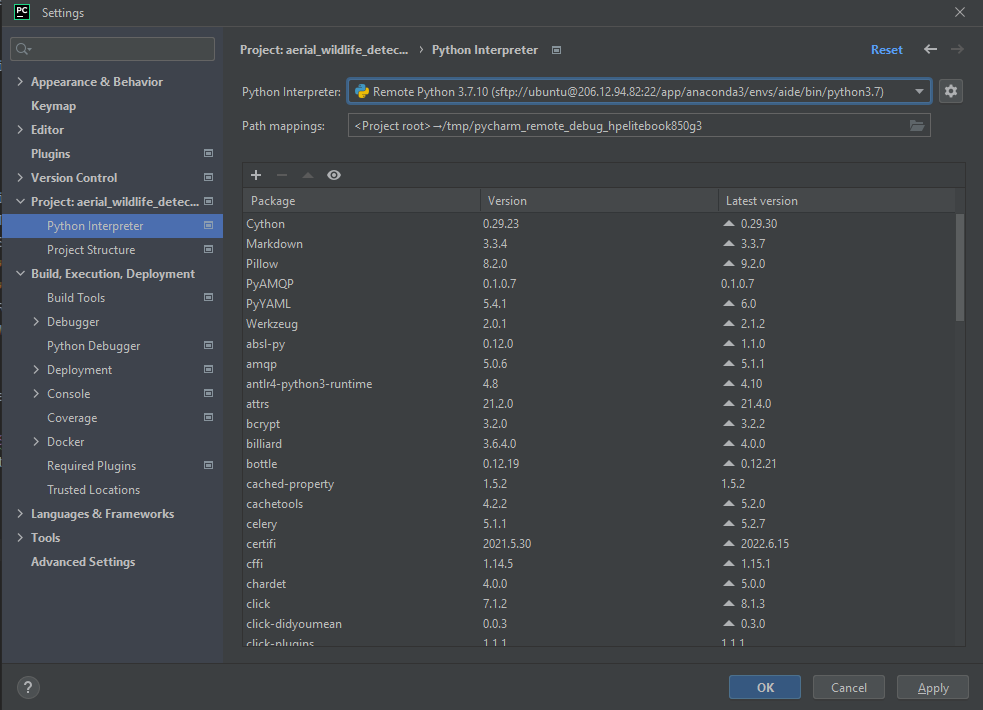 PC Settings
Project: aerial_wildlife_detec... › Python Interpreter Reset
Appearance & Behavior
Keymap
Editor
Plugins
Version Control
Project: aerial_wildlife_detec...
Python Interpreter
Project Structure
Build, Execution, Deployment
Build Tools
Debugger
Python Debugger
Deployment
Console
Coverage
Docker
Required Plugins
Trusted Locations
Languages & Frameworks
Tools
Advanced Settings
Python Interpreter: Remote Python 3.7.10 (sftp://ubuntu@206.12.94.82:22/app/anaconda3/envs/aide/bin/python3.7)
Path mappings: <Project root>→/tmp/pycharm_remote_debug_hpelitebook850g3
Package Version Latest version
Cython 0.29.23 0.29.30
Markdown 3.3.4 3.3.7
Pillow 8.2.0 9.2.0
PyAMQP 0.1.0.7 0.1.0.7
PyYAML 5.4.1 6.0
Werkzeug 2.0.1 2.1.2
absl-py 0.12.0 1.1.0
amqp 5.0.6 5.1.1
antlr4-python3-runtime 4.8 4.10
attrs 21.2.0 21.4.0
bcrypt 3.2.0 3.2.2
billiard 3.6.4.0 4.0.0
bottle 0.12.19 0.12.21
cached-property 1.5.2 1.5.2
cachetools 4.2.2 5.2.0
celery 5.1.1 5.2.7
certifi 2021.5.30 2022.6.15
cffi 1.14.5 1.15.1
chardet 4.0.0 5.0.0
click 7.1.2 8.1.3
click-didyoumean 0.0.3 0.3.0
click-plugins 1.1.1 1.1.1
? OK Cancel Apply